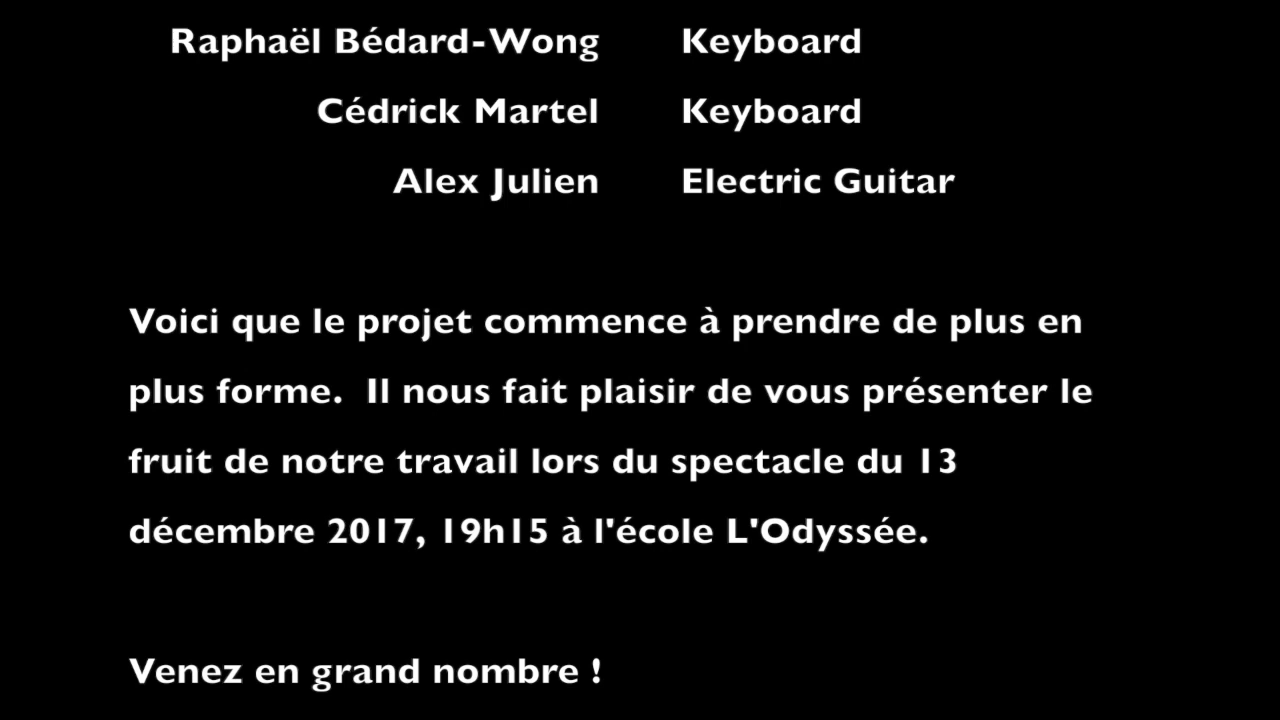 Raphaël Bédard-Wong Keyboard
Cédrick Martel Keyboard
Alex Julien Electric Guitar
Voici que le projet commence à prendre de plus en
plus forme. Il nous fait plaisir de vous présenter le
fruit de notre travail lors du spectacle du 13
décembre 2017, 19h15 à l'école L'Odyssée.
Venez en grand nombre !